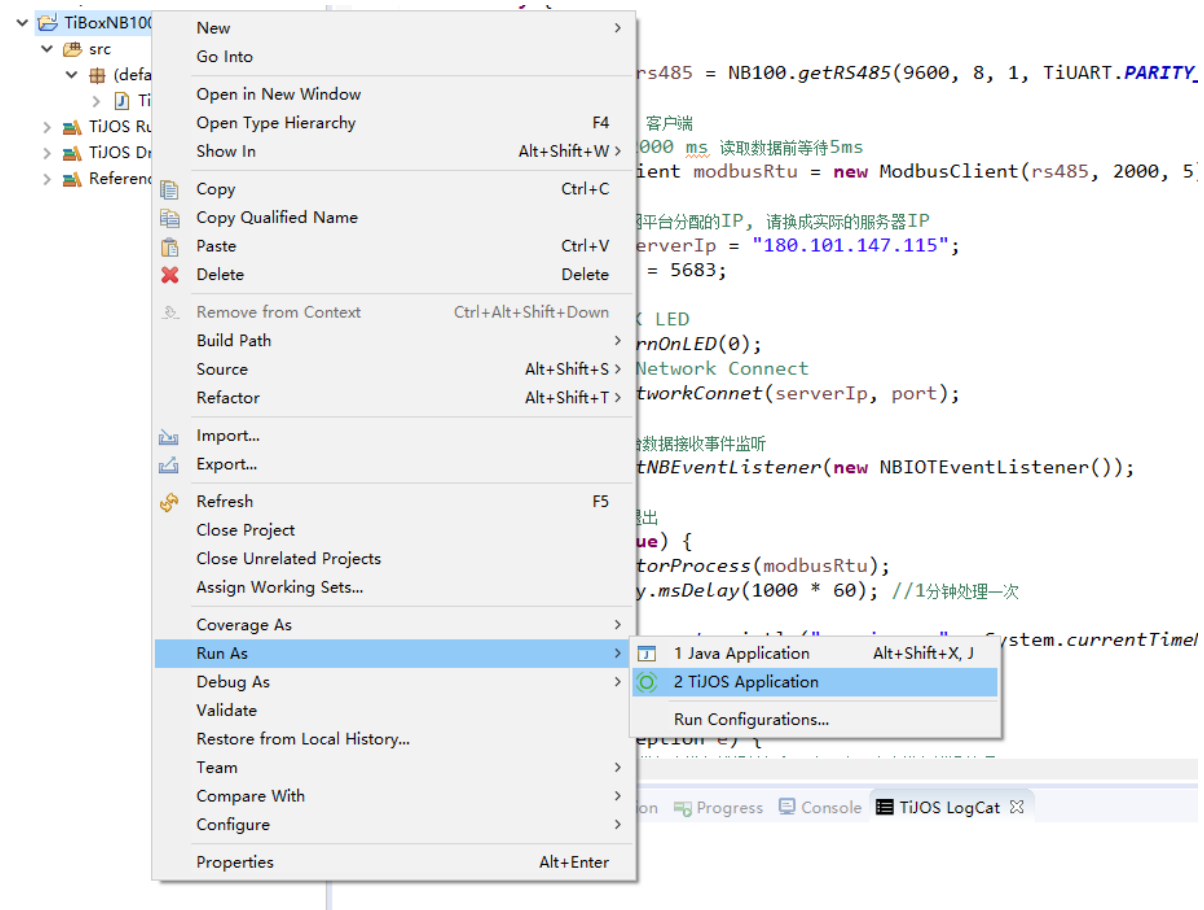 TiBoxNB100
src
(defa
Ti
TiJOS Ru
TiJOS Dr
Referenc
New
Go Into
Open in New Window
Open Type Hierarchy F4
Show In Alt+Shift+W
Copy Ctrl+C
Copy Qualified Name
Paste Ctrl+V
Delete Delete
Remove from Context Ctrl+Alt+Shift+Down
Build Path
Source Alt+Shift+S
Refactor Alt+Shift+T
Import...
Export...
Refresh F5
Close Project
Close Unrelated Projects
Assign Working Sets...
Coverage As
Run As
Debug As
Validate
Restore from Local History...
Team
Compare With
Configure
Properties Alt+Enter
1 Java Application Alt+Shift+X, J
2 TiJOS Application
Run Configurations...
rs485 = NB100.getRS485(9600, 8, 1, TiUART.PARITY_
客户端
000 ms 读取数据前等待5ms
ient modbusRtu = new ModbusClient(rs485, 2000, 5)
平台分配的IP, 请换成实际的服务器IP
erverIp = "180.101.147.115";
= 5683;
LED
rnOnLED(0);
Network Connect
tworkConnet(serverIp, port);
数据接收事件监听
tNBEventListener(new NBIOTEventListener());
退出
ue) {
torProcess(modbusRtu);
y.msDelay(1000 * 60); //1分钟处理一次
ystem.currentTimeM
eption e) {
ion Progress Console TiJOS LogCat